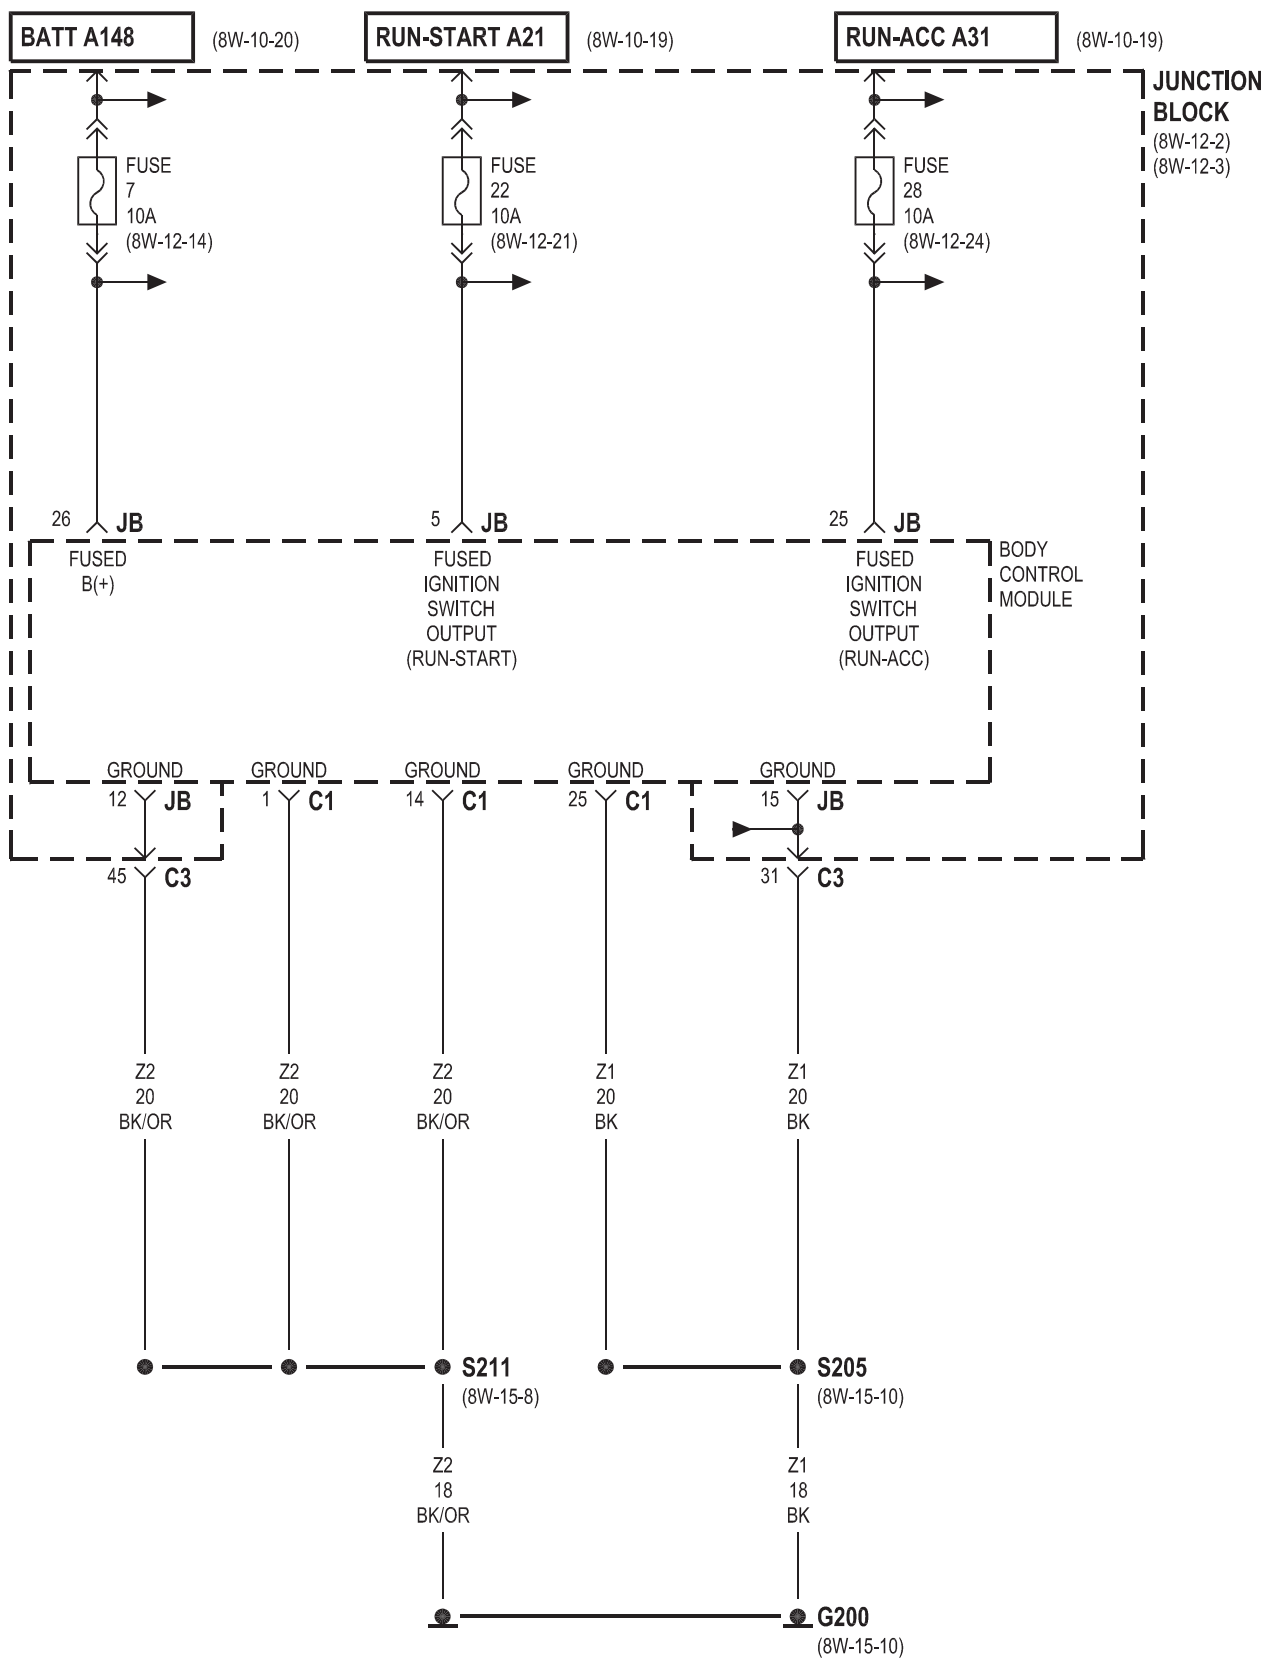 BATT A148
(8W-10-20)
RUN-START A21
(8W-10-19)
RUN-ACC A31
(8W-10-19)
JUNCTION
BLOCK
(8W-12-2)
(8W-12-3)
FUSE
7
10A
(8W-12-14)
FUSE
22
10A
(8W-12-21)
FUSE
28
10A
(8W-12-24)
26
JB
5
JB
25
JB
FUSED
B(+)
FUSED
IGNITION
SWITCH
OUTPUT
(RUN-START)
FUSED
IGNITION
SWITCH
OUTPUT
(RUN-ACC)
BODY
CONTROL
MODULE
GROUND
GROUND
GROUND
GROUND
GROUND
12
JB
1
C1
14
C1
25
C1
15
JB
45
C3
31
C3
Z2
20
BK/OR
Z2
20
BK/OR
Z2
20
BK/OR
Z1
20
BK
Z1
20
BK
S211
(8W-15-8)
S205
(8W-15-10)
Z2
18
BK/OR
Z1
18
BK
G200
(8W-15-10)